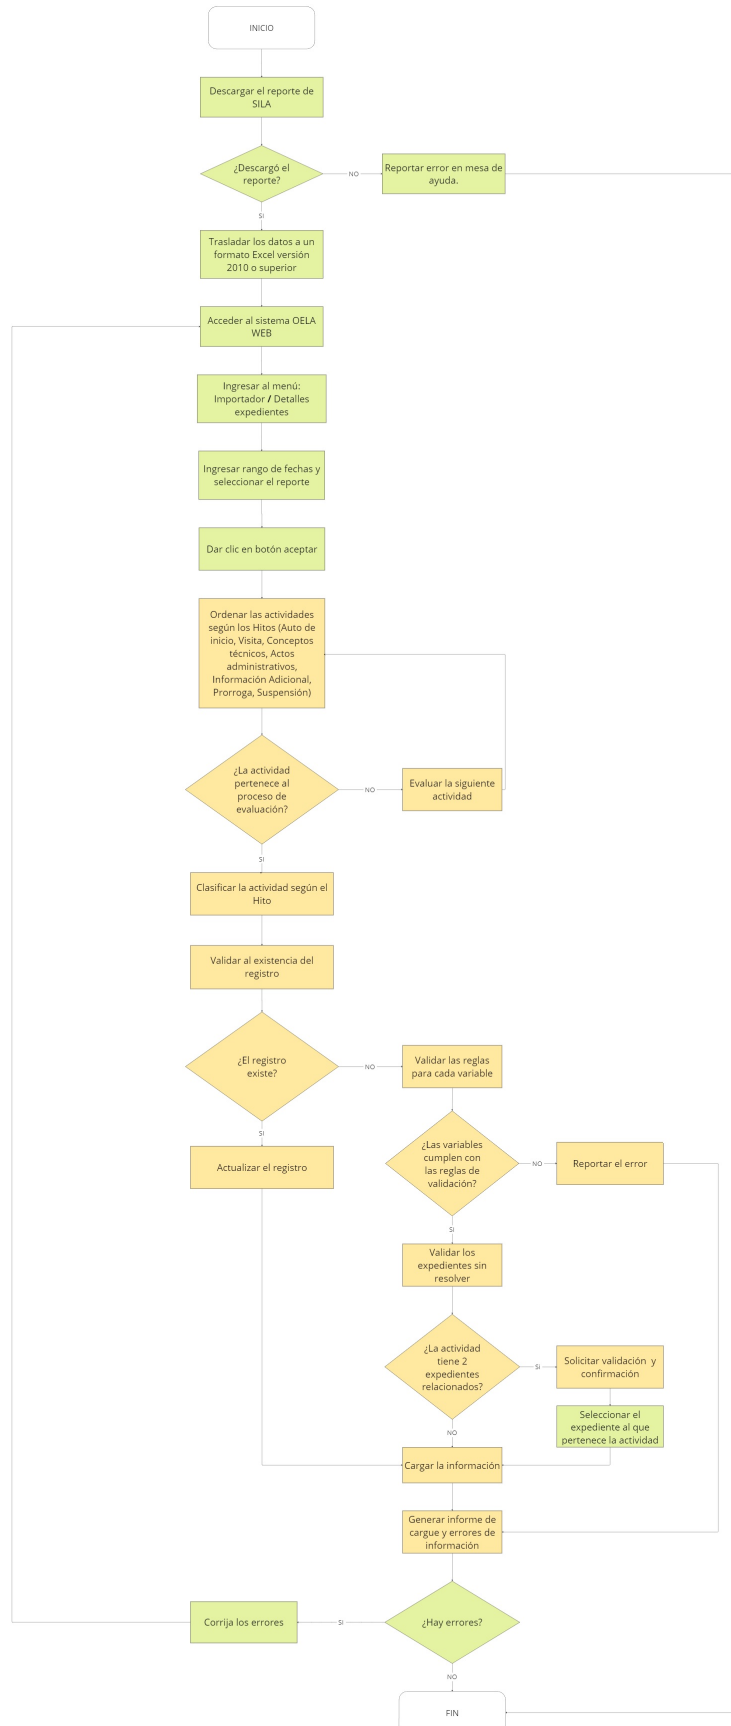 INICIO
Descargar el reporte de
SILA
¿Descargó el
reporte?
NO
Reportar error en mesa de
ayuda.
SI
Trasladar los datos a un
formato Excel versión
2010 o superior
Acceder al sistema OELA
WEB
Ingresar al menú:
Importador / Detalles
expedientes
Ingresar rango de fechas y
seleccionar el reporte
Dar clic en botón aceptar
Ordenar las actividades
según los Hitos (Auto de
inicio, Visita, Conceptos
técnicos, Actos
administrativos,
Información Adicional,
Prorroga, Suspensión)
¿La actividad
pertenece al
proceso de
evaluación?
NO
Evaluar la siguiente
actividad
SI
Clasificar la actividad según el
Hito
Validar al existencia del
registro
¿El registro
existe?
NO
Validar las reglas
para cada variable
SI
Actualizar el registro
¿Las variables
cumplen con
las reglas de
validación?
NO
Reportar el error
SI
Validar los
expedientes sin
resolver
¿La actividad
tiene 2
expedientes
relacionados?
Si
Solicitar validación y
confirmación
Seleccionar el
expediente al que
pertenece la actividad
NO
Cargar la información
Generar informe de
cargue y errores de
información
¿Hay errores?
SI
Corrija los errores
NO
FIN